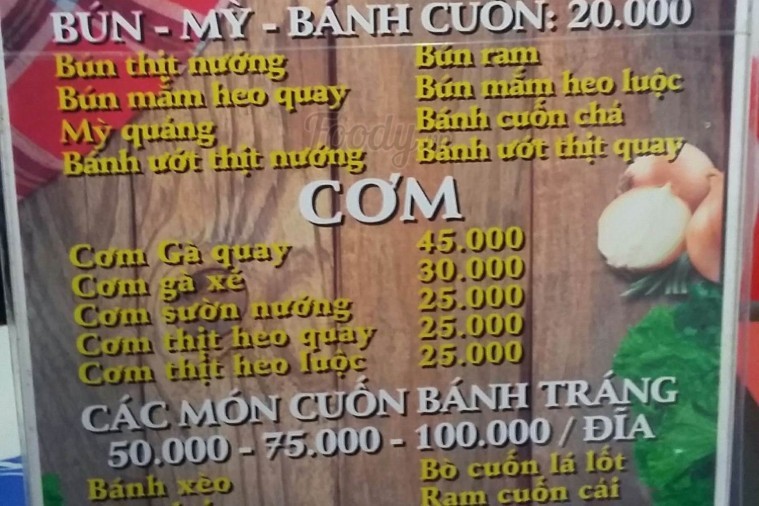 BÚN - MỲ - BÁNH CUỐN: 20.000
Bún thịt nướng
Bún mắm heo quay
Mỳ quảng
Bánh ướt thịt nướng
Bún ram
Bún mắm heo luộc
Bánh cuốn chả
Bánh ướt thịt quay
Foody
CƠM
Cơm Gà quay 45.000
Cơm gà xé 30.000
Cơm sườn nướng 25.000
Cơm thịt heo quay 25.000
Cơm thịt heo luộc 25.000
CÁC MÓN CUỐN BÁNH TRÁNG
50.000 - 75.000 - 100.000 / ĐĨA
Bánh xèo
Bò cuốn lá lốt
Ram cuốn cải